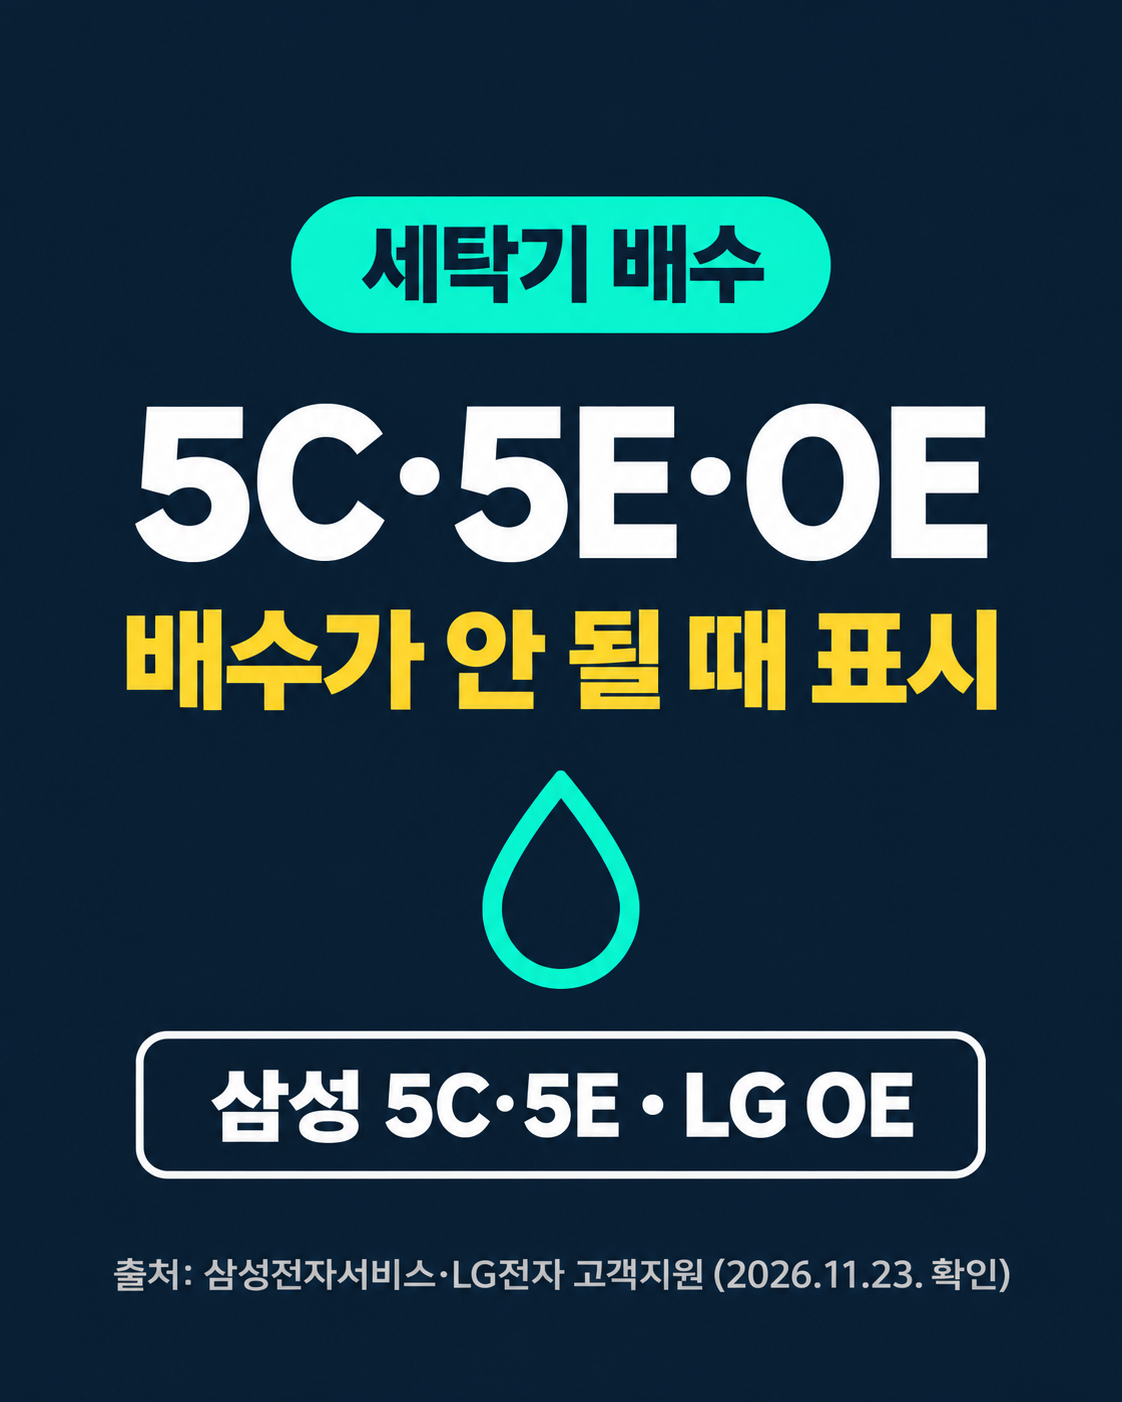 세탁기 배수
5C·5E·OE
배수가 안 될 때 표시
삼성 5C·5E • LG OE
출처: 삼성전자서비스·LG전자 고객지원 (2026.11.23. 확인)